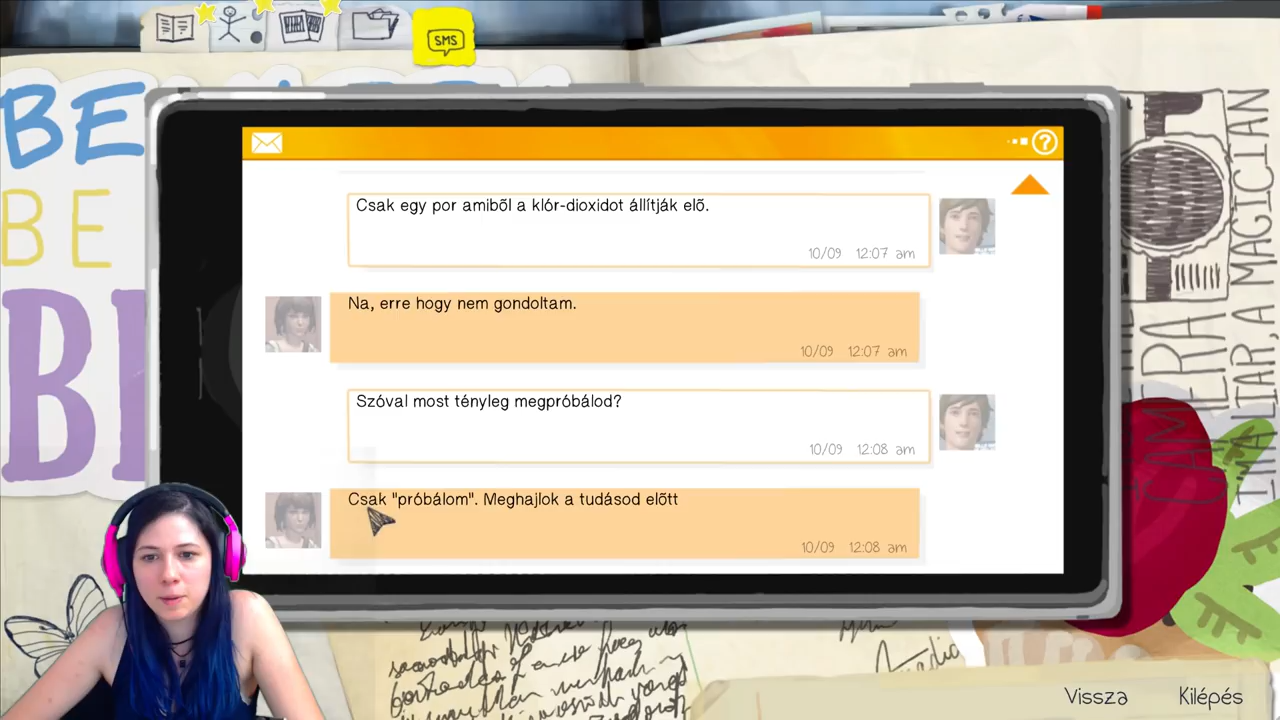 SMS
BE
BE
Csak egy por amiből a klór-dioxidot állítják elő.
10/09 12:07 am
Na, erre hogy nem gondoltam.
10/09 12:07 am
Szóval most tényleg megpróbálod?
10/09 12:08 am
Csak "próbálom". Meghajlok a tudásod előtt
10/09 12:08 am
CAMERA
I'M A LIAR, A MAGICIAN
Vissza
Kilépés